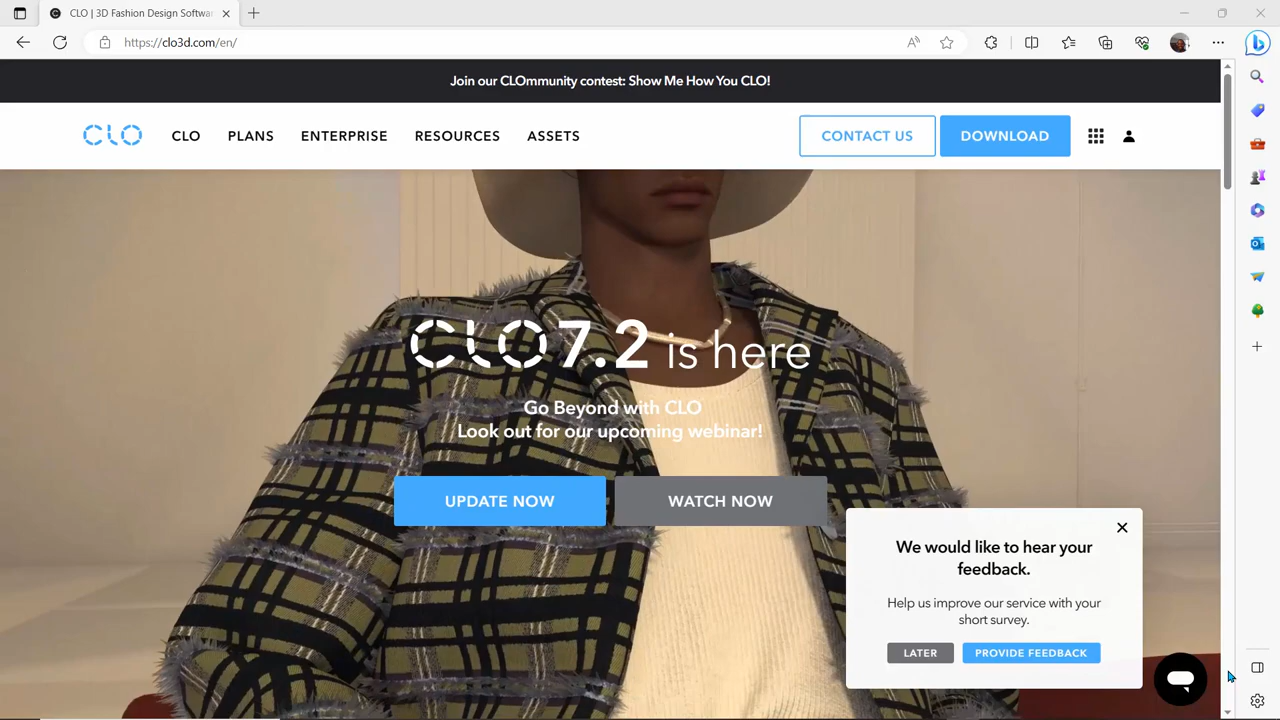 CLO | 3D Fashion Design Softwa
https://clo3d.com/en/
Join our CLOmmunity contest: Show Me How You CLO!
CLO
CLO
PLANS
ENTERPRISE
RESOURCES
ASSETS
CONTACT US
DOWNLOAD
CLO 7.2 is here
Go Beyond with CLO
Look out for our upcoming webinar!
UPDATE NOW
WATCH NOW
We would like to hear your
feedback.
Help us improve our service with your
short survey.
LATER
PROVIDE FEEDBACK